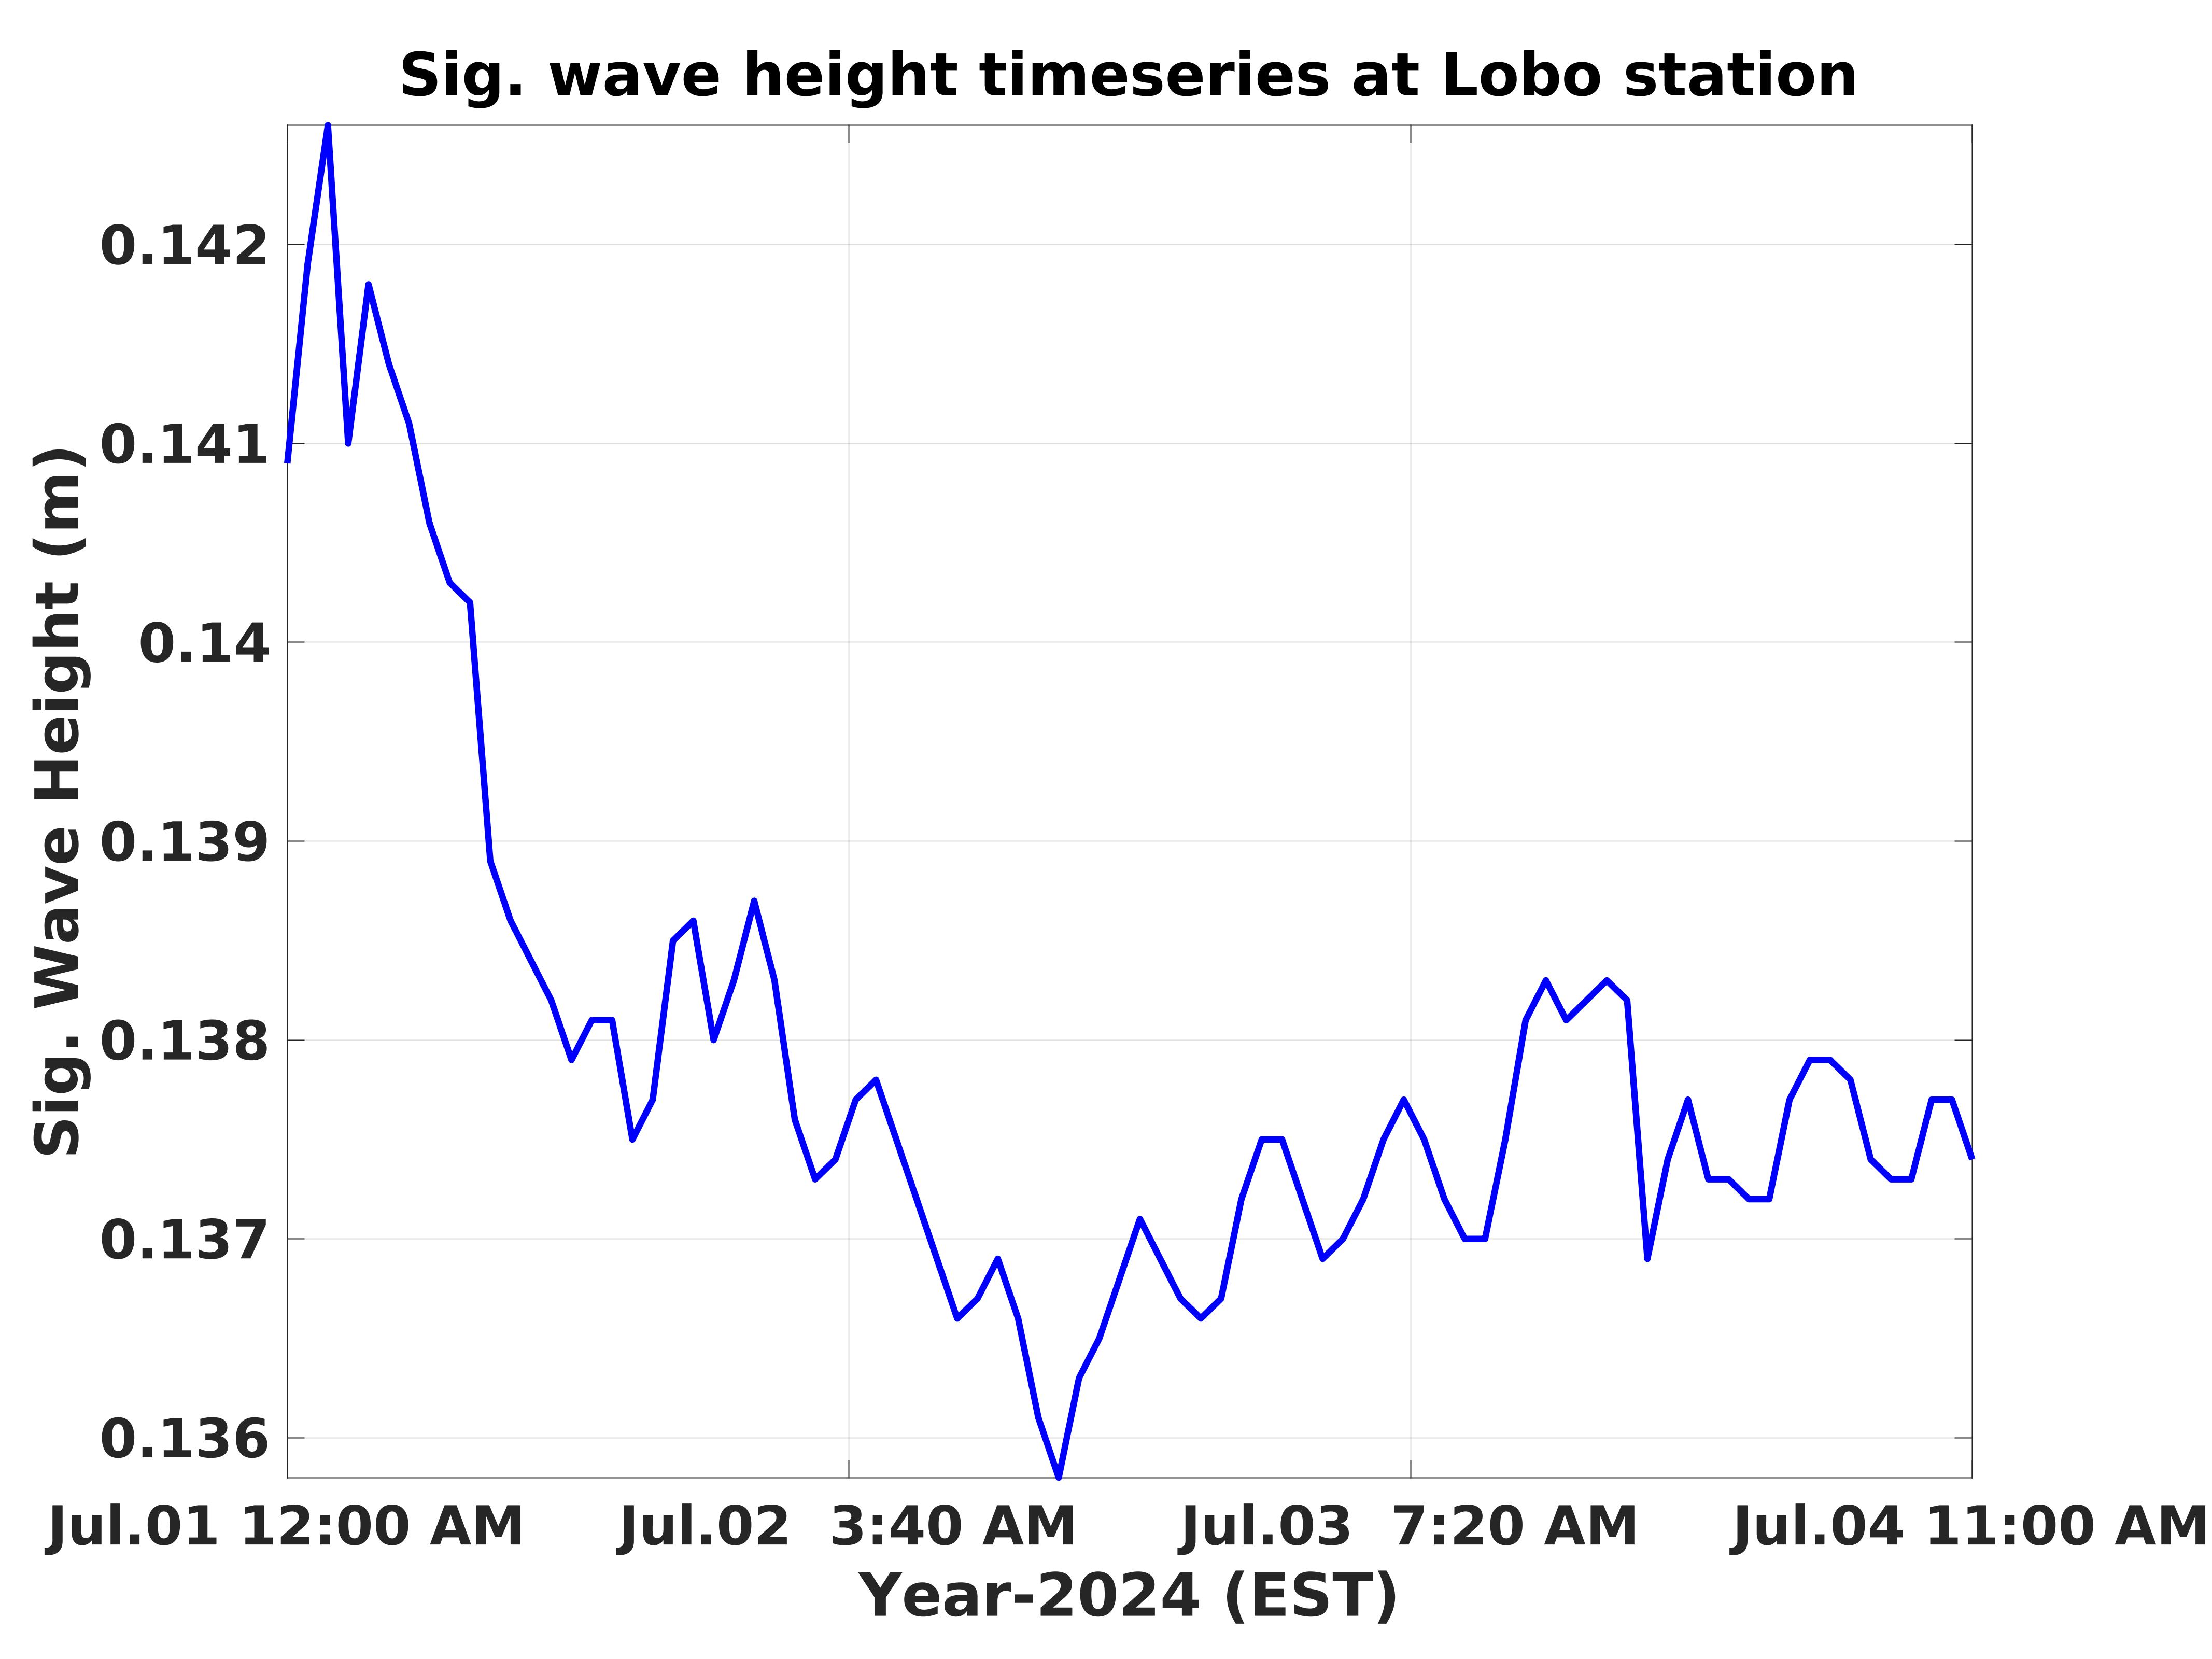 Sig. wave height timeseries at Lobo station
Sig. Wave Height (m)
0.142
0.141
0.14
0.139
0.138
0.137
0.136
Jul.01 12:00 AM Jul.02  3:40 AM Jul.03  7:20 AM Jul.04 11:00 AM
Year-2024 (EST)